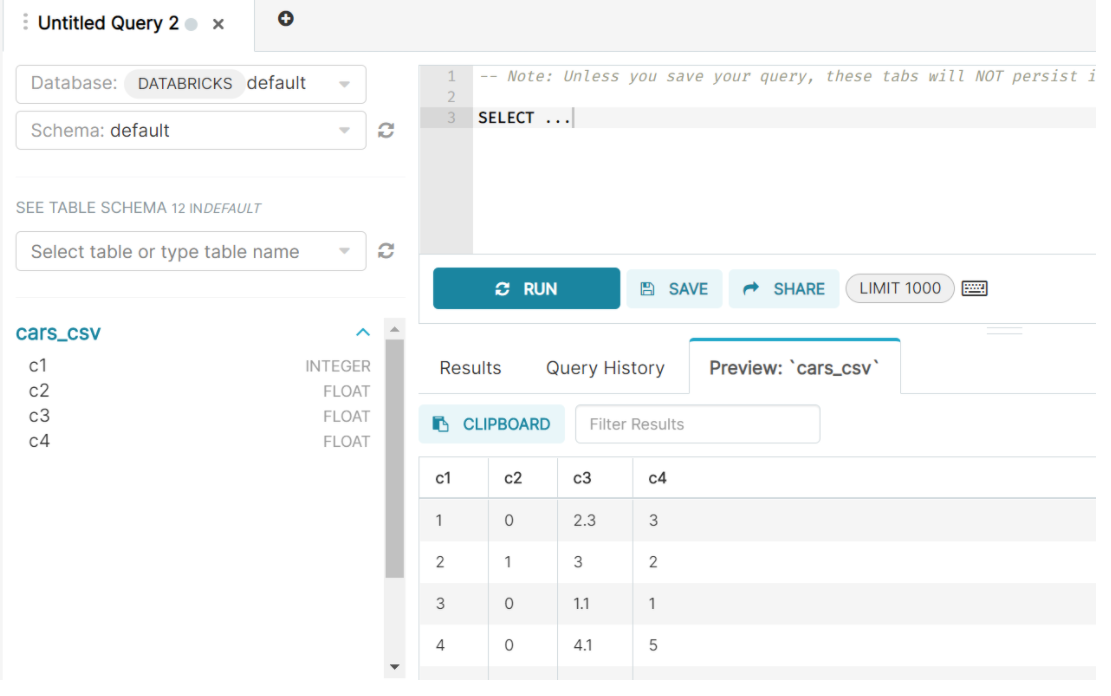 Untitled Query 2
Database: DATABRICKS default
Schema: default
SEE TABLE SCHEMA 12 IN DEFAULT
Select table or type table name
cars_csv
c1 INTEGER
c2 FLOAT
c3 FLOAT
c4 FLOAT
1 -- Note: Unless you save your query, these tabs will NOT persist i
2
3 SELECT ...
RUN SAVE SHARE LIMIT 1000
Results Query History Preview: `cars_csv`
CLIPBOARD Filter Results
c1 c2 c3 c4
1 0 2.3 3
2 1 3 2
3 0 1.1 1
4 0 4.1 5